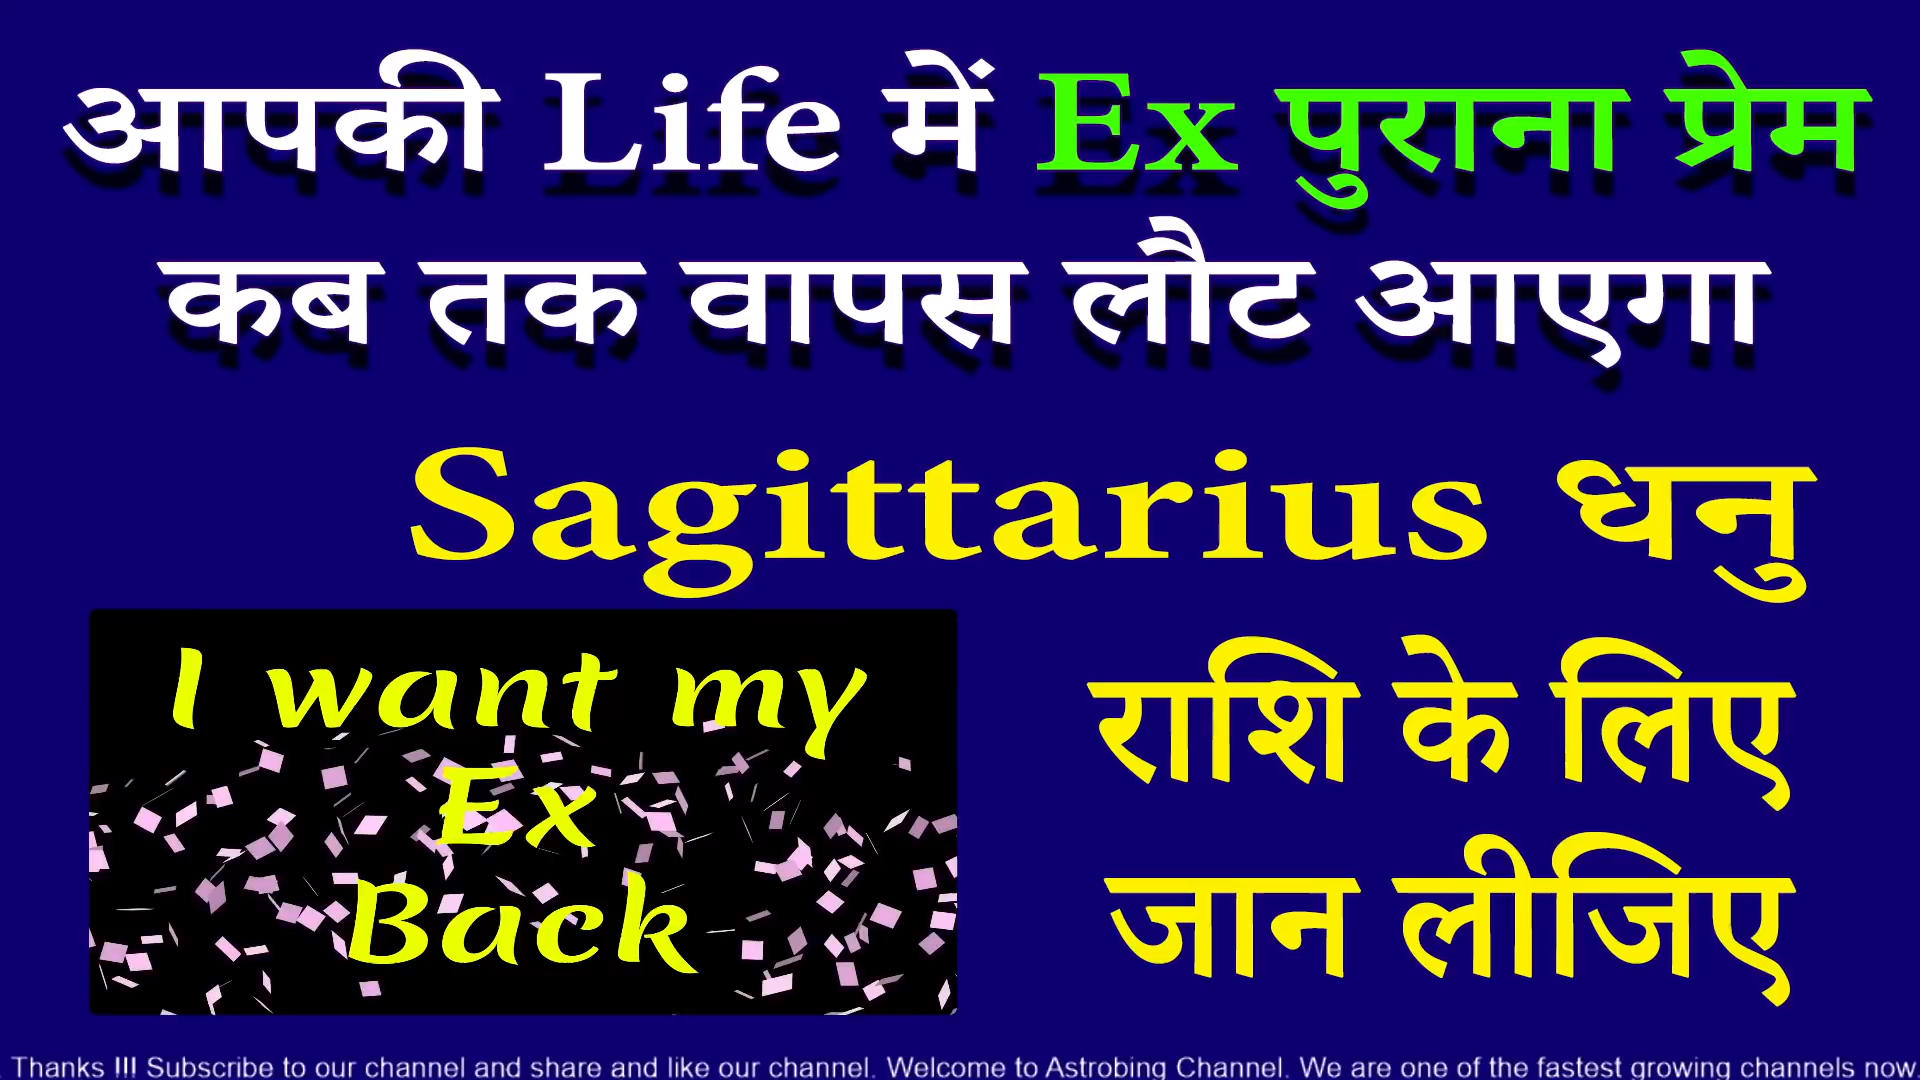 आपकी Life में Ex पुराना प्रेम
कब तक वापस लौट आएगा
Sagittarius धनु
राशि के लिए
जान लीजिए
I want my
Ex
Back
Thanks !!! Subscribe to our channel and share and like our channel. Welcome to Astrobing Channel. We are one of the fastest growing channels now.